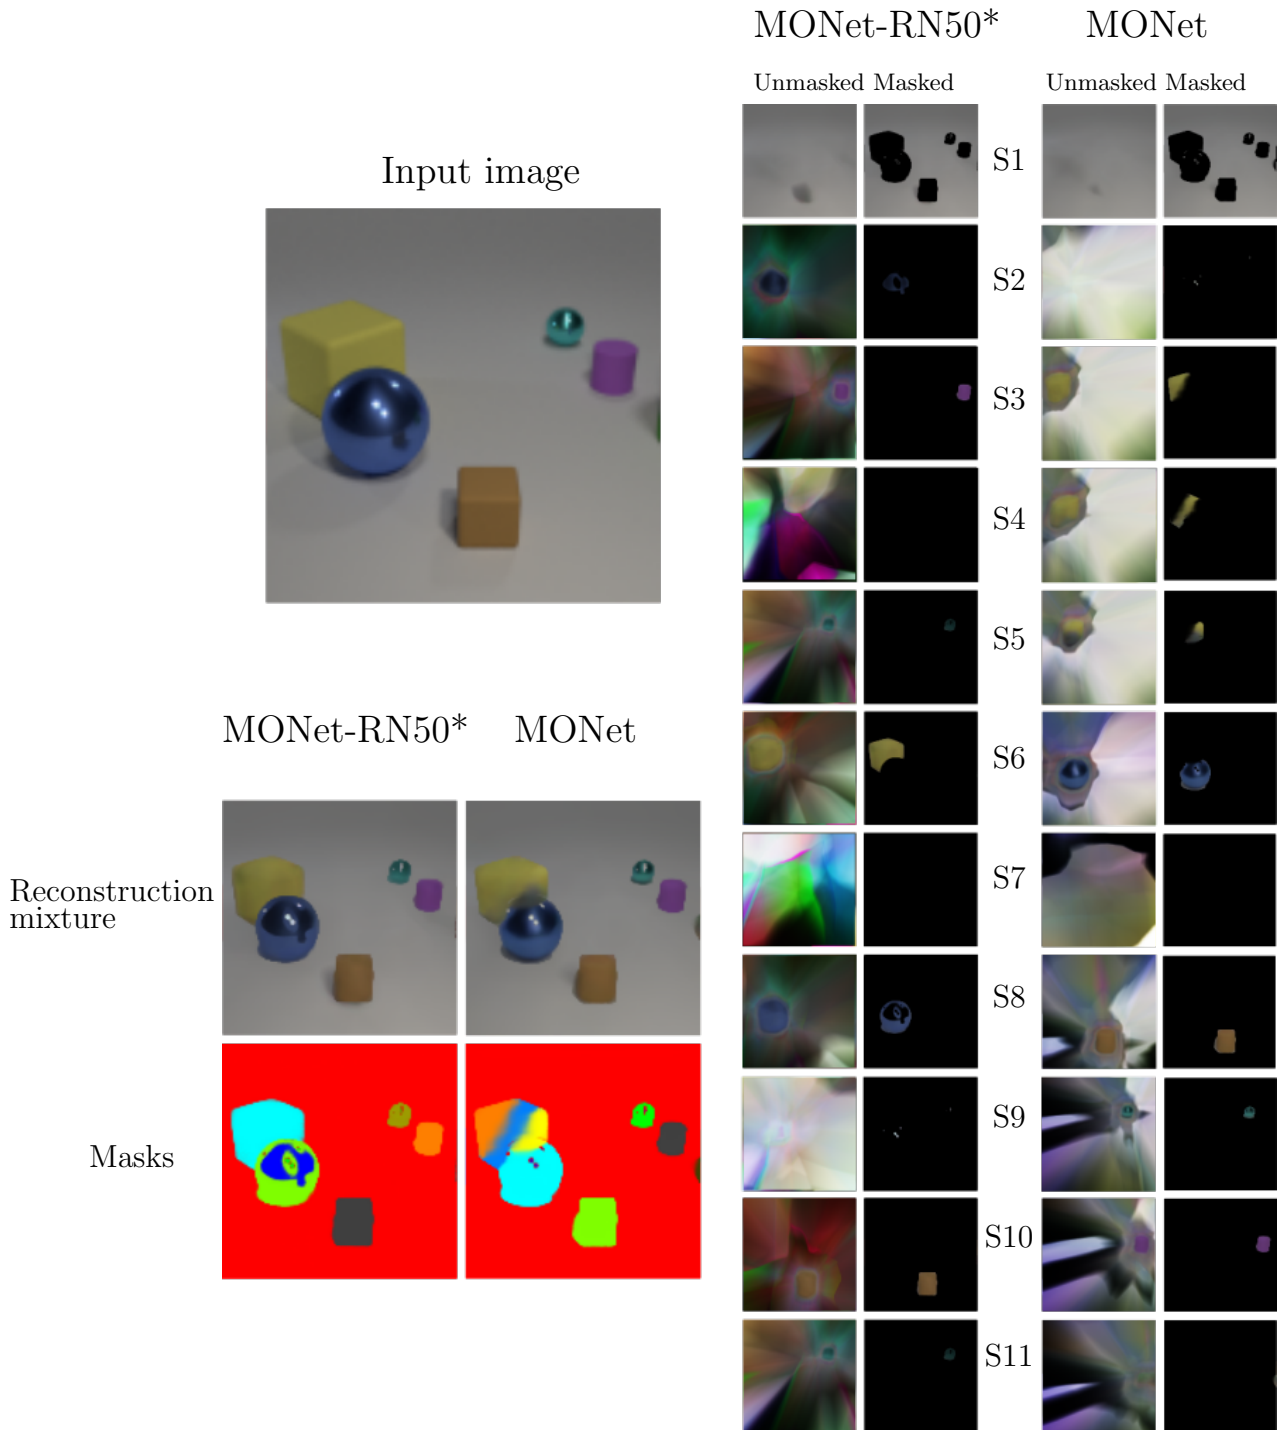 MONet-RN50* MONet
Unmasked Masked Unmasked Masked
Input image
S1
S2
S3
S4
S5
S6
S7
S8
S9
S10
S11
MONet-RN50* MONet
Reconstruction
mixture
Masks